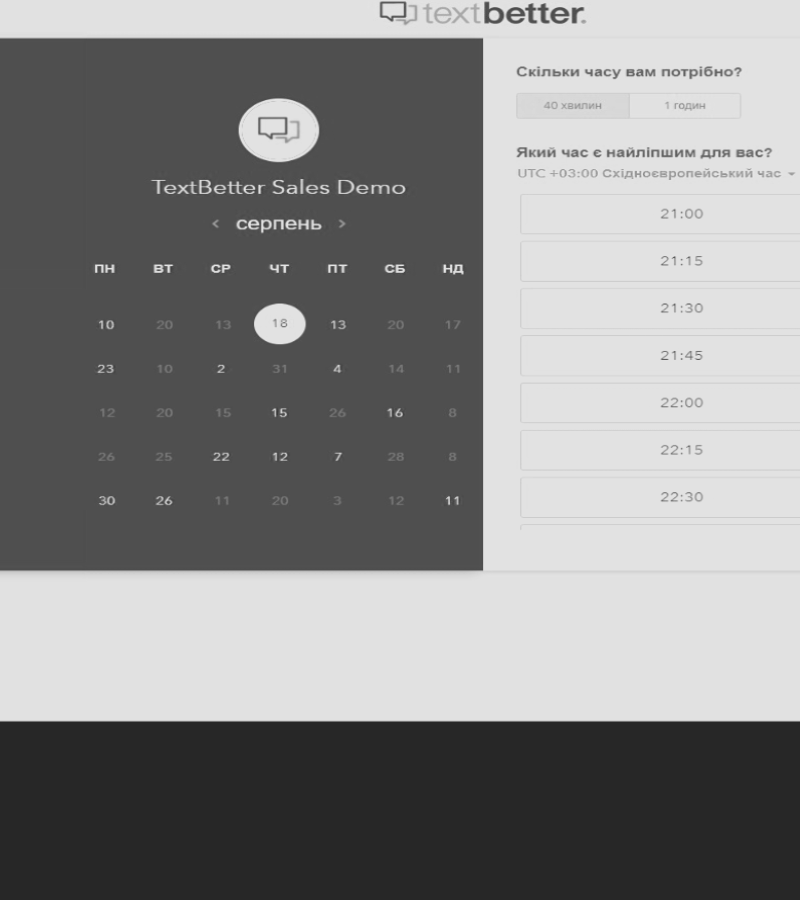 textbetter.
TextBetter Sales Demo
< серпень >
ПН ВТ СР ЧТ ПТ СБ НД
10 20 13 18 13 20 17
23 10 2 31 4 14 11
12 20 15 15 26 16 8
26 25 22 12 7 28 8
30 26 11 20 3 12 11
Скільки часу вам потрібно?
40 хвилин 1 годин
Який час є найліпшим для вас?
UTC +03:00 Східноєвропейський час
21:00
21:15
21:30
21:45
22:00
22:15
22:30